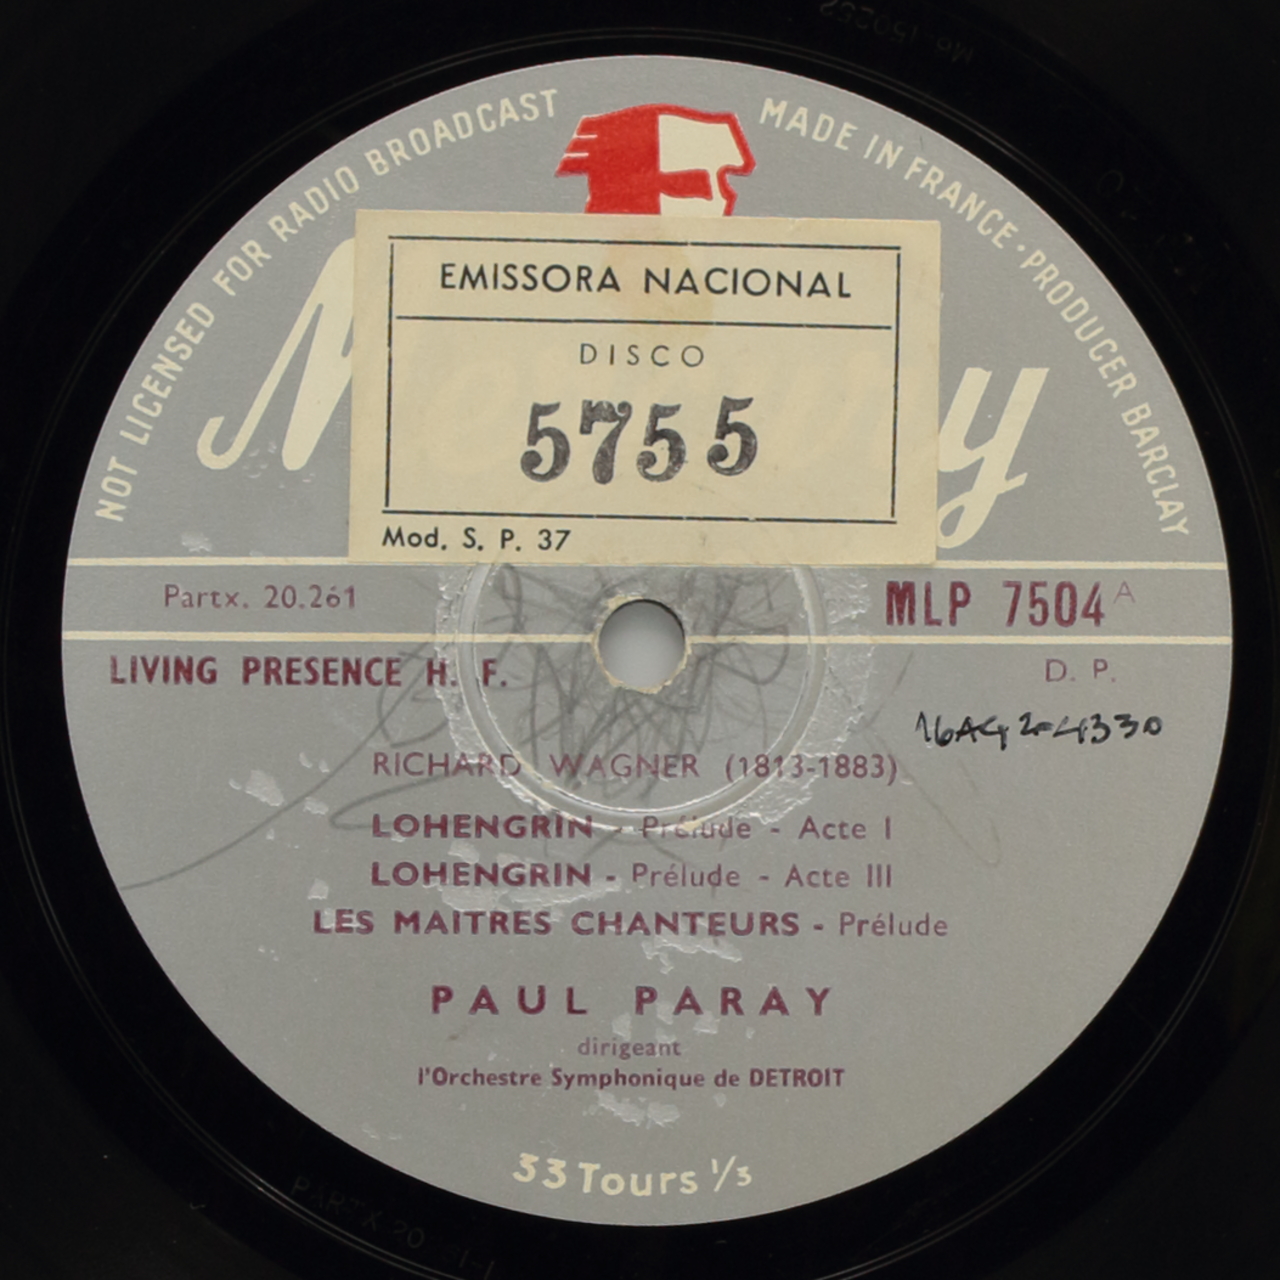 NOT LICENSED FOR RADIO BROADCAST
MADE IN FRANCE · PRODUCER BARCLAY
EMISSORA NACIONAL
DISCO
5755
Mod. S. P. 37
Partx. 20.261
MLP 7504 A
LIVING PRESENCE H. F.
D. P.
RICHARD WAGNER (1813-1883)
LOHENGRIN - Prélude - Acte I
LOHENGRIN - Prélude - Acte III
LES MAITRES CHANTEURS - Prélude
PAUL PARAY
dirigeant
l'Orchestre Symphonique de DETROIT
33 Tours 1/3